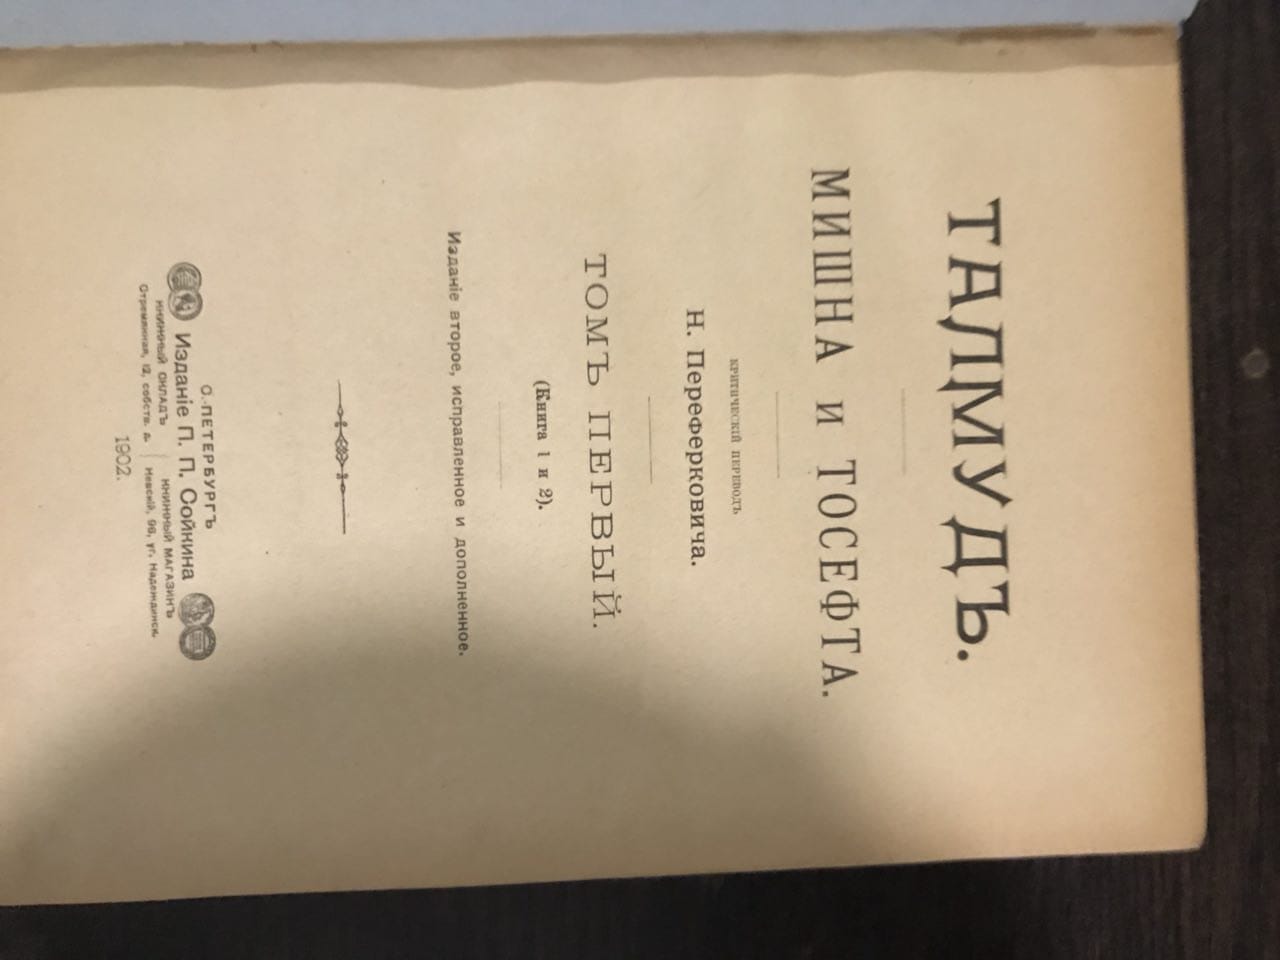 ТАЛМУДЪ.
МИШНА И ТОСЕФТА.
КРИТИЧЕСКІЙ ПЕРЕВОДЪ
Н. Переферковича.
ТОМЪ ПЕРВЫЙ.
(Книга 1 и 2).
Изданіе второе, исправленное и дополненное.
С.-ПЕТЕРБУРГЪ
Изданіе П. П. Сойкина
КНИЖНЫЙ СКЛАДЪ | КНИЖНЫЙ МАГАЗИНЪ
Стремянная, 12, собств. д. | Невскій, 96, уг. Надеждинск.
1902.